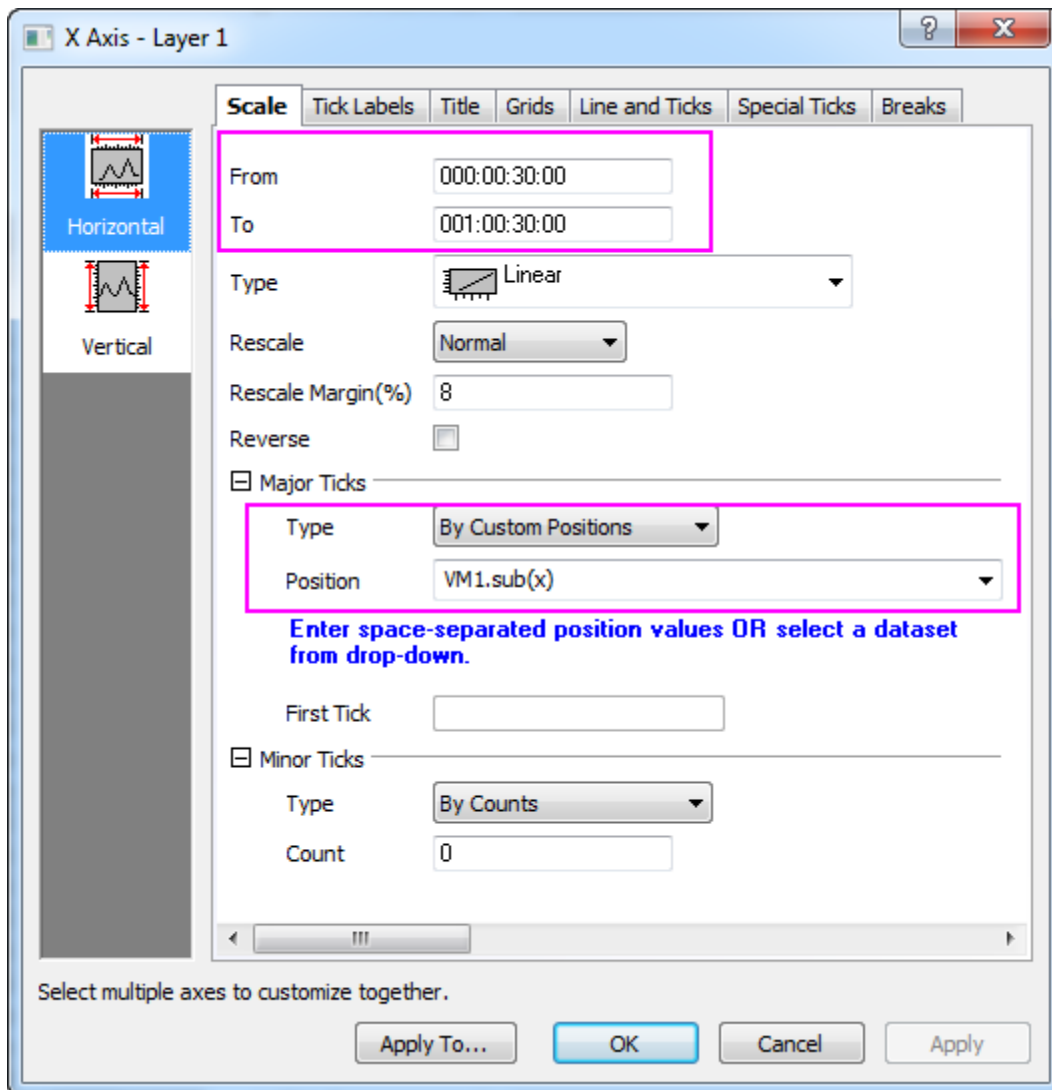 X Axis - Layer 1
Scale Tick Labels Title Grids Line and Ticks Special Ticks Breaks
Horizontal
Vertical
From 000:00:30:00
To 001:00:30:00
Type Linear
Rescale Normal
Rescale Margin(%) 8
Reverse
Major Ticks
Type By Custom Positions
Position VM1.sub(x)
Enter space-separated position values OR select a dataset
from drop-down.
First Tick
Minor Ticks
Type By Counts
Count 0
Select multiple axes to customize together.
Apply To... OK Cancel Apply